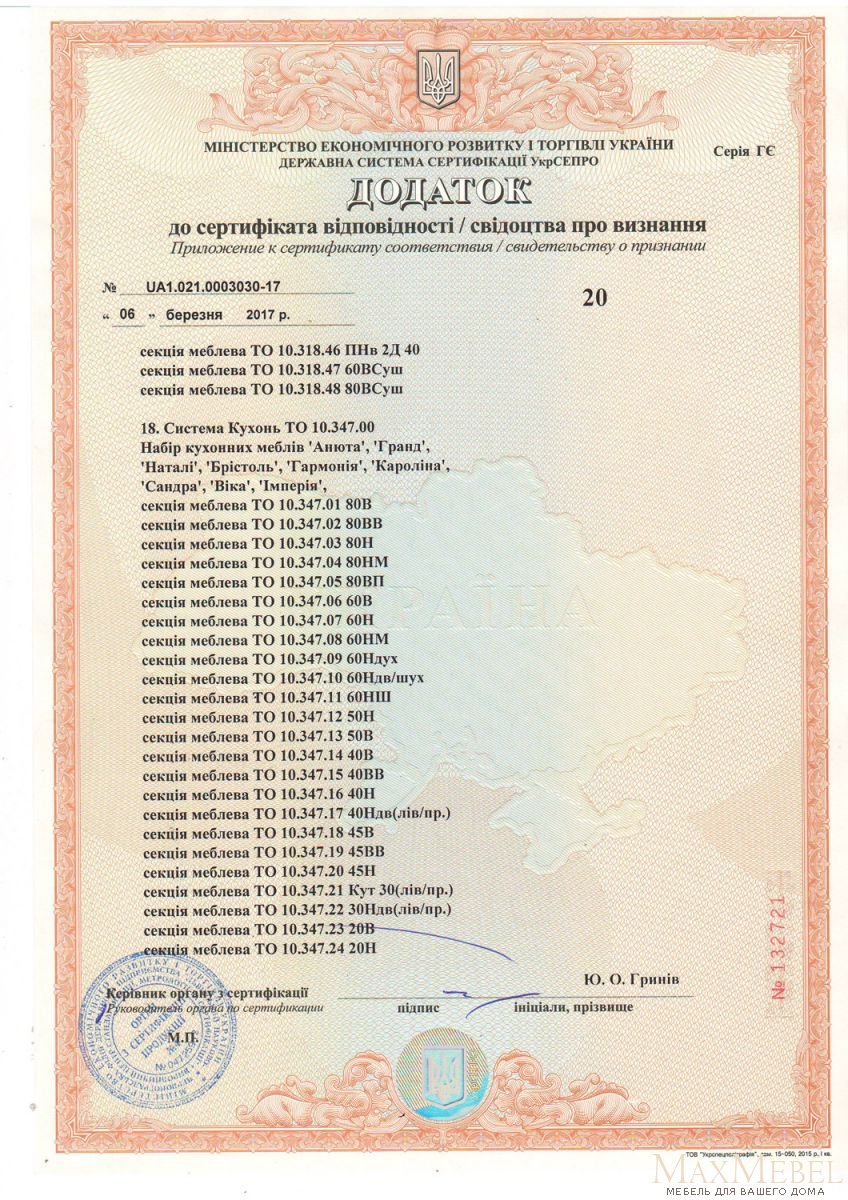 МІНІСТЕРСТВО ЕКОНОМІЧНОГО РОЗВИТКУ І ТОРГІВЛІ УКРАЇНИ
Серія ГЄ
ДЕРЖАВНА СИСТЕМА СЕРТИФІКАЦІЇ УкрСЕПРО
ДОДАТОК
до сертифіката відповідності / свідоцтва про визнання
Приложение к сертификату соответствия / свидетельству о признании
№ UA1.021.0003030-17
20
“ 06 ” березня 2017 р.
секція меблева ТО 10.318.46 ПНв 2Д 40
секція меблева ТО 10.318.47 60ВСуш
секція меблева ТО 10.318.48 80ВСуш
18. Система Кухонь ТО 10.347.00
Набір кухонних меблів 'Анюта', 'Гранд',
'Наталі', 'Брістоль', 'Гармонія', 'Кароліна',
'Сандра', 'Віка', 'Імперія',
секція меблева ТО 10.347.01 80В
секція меблева ТО 10.347.02 80ВВ
секція меблева ТО 10.347.03 80Н
секція меблева ТО 10.347.04 80НМ
секція меблева ТО 10.347.05 80ВП
секція меблева ТО 10.347.06 60В
секція меблева ТО 10.347.07 60Н
секція меблева ТО 10.347.08 60НМ
секція меблева ТО 10.347.09 60Ндух
секція меблева ТО 10.347.10 60Ндв/шух
секція меблева ТО 10.347.11 60НШ
секція меблева ТО 10.347.12 50Н
секція меблева ТО 10.347.13 50В
секція меблева ТО 10.347.14 40В
секція меблева ТО 10.347.15 40ВВ
секція меблева ТО 10.347.16 40Н
секція меблева ТО 10.347.17 40Ндв(лів/пр.)
секція меблева ТО 10.347.18 45В
секція меблева ТО 10.347.19 45ВВ
секція меблева ТО 10.347.20 45Н
секція меблева ТО 10.347.21 Кут 30(лів/пр.)
секція меблева ТО 10.347.22 30Ндв(лів/пр.)
секція меблева ТО 10.347.23 20В
секція меблева ТО 10.347.24 20Н
№ 132721
Ю. О. Гринів
Керівник органу з сертифікації
Руководитель органа по сертификации
підпис
ініціали, прізвище
М.П.
ОРГАН
З СЕРТИФІКАЦІЇ
ПРОДУКЦІЇ
ТОВ "Укрспецполіграфія", зам. 15-050, 2015 р., І кв.
MAXMEBEL
МЕБЕЛЬ ДЛЯ ВАШЕГО ДОМА